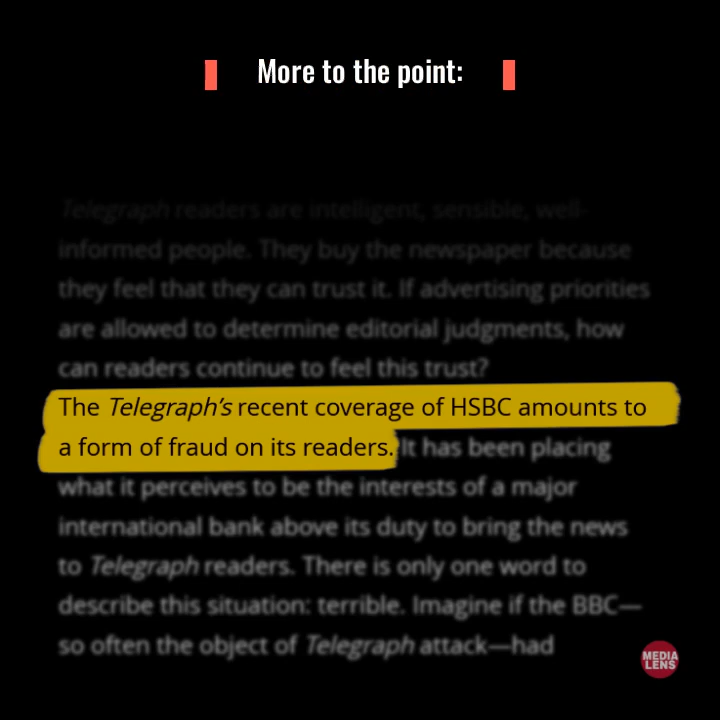 More to the point:
Telegraph readers are intelligent, sensible, well-
informed people. They buy the newspaper because
they feel that they can trust it. If advertising priorities
are allowed to determine editorial judgments, how
can readers continue to feel this trust?
The Telegraph’s recent coverage of HSBC amounts to
a form of fraud on its readers. It has been placing
what it perceives to be the interests of a major
international bank above its duty to bring the news
to Telegraph readers. There is only one word to
describe this situation: terrible. Imagine if the BBC—
so often the object of Telegraph attack—had
MEDIA
LENS